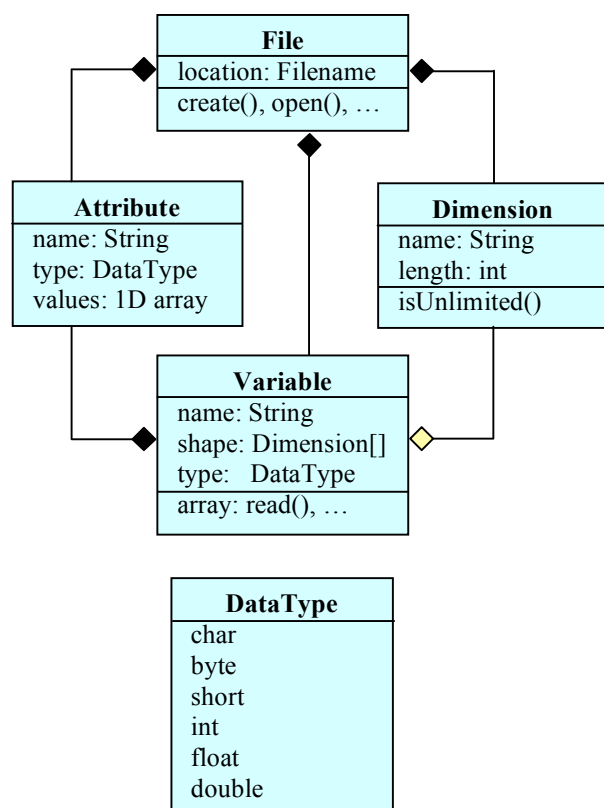 File
location: Filename
create(), open(), …
Attribute
name: String
type: DataType
values: 1D array
Dimension
name: String
length: int
isUnlimited()
Variable
name: String
shape: Dimension[]
type: DataType
array: read(), …
DataType
char
byte
short
int
float
double